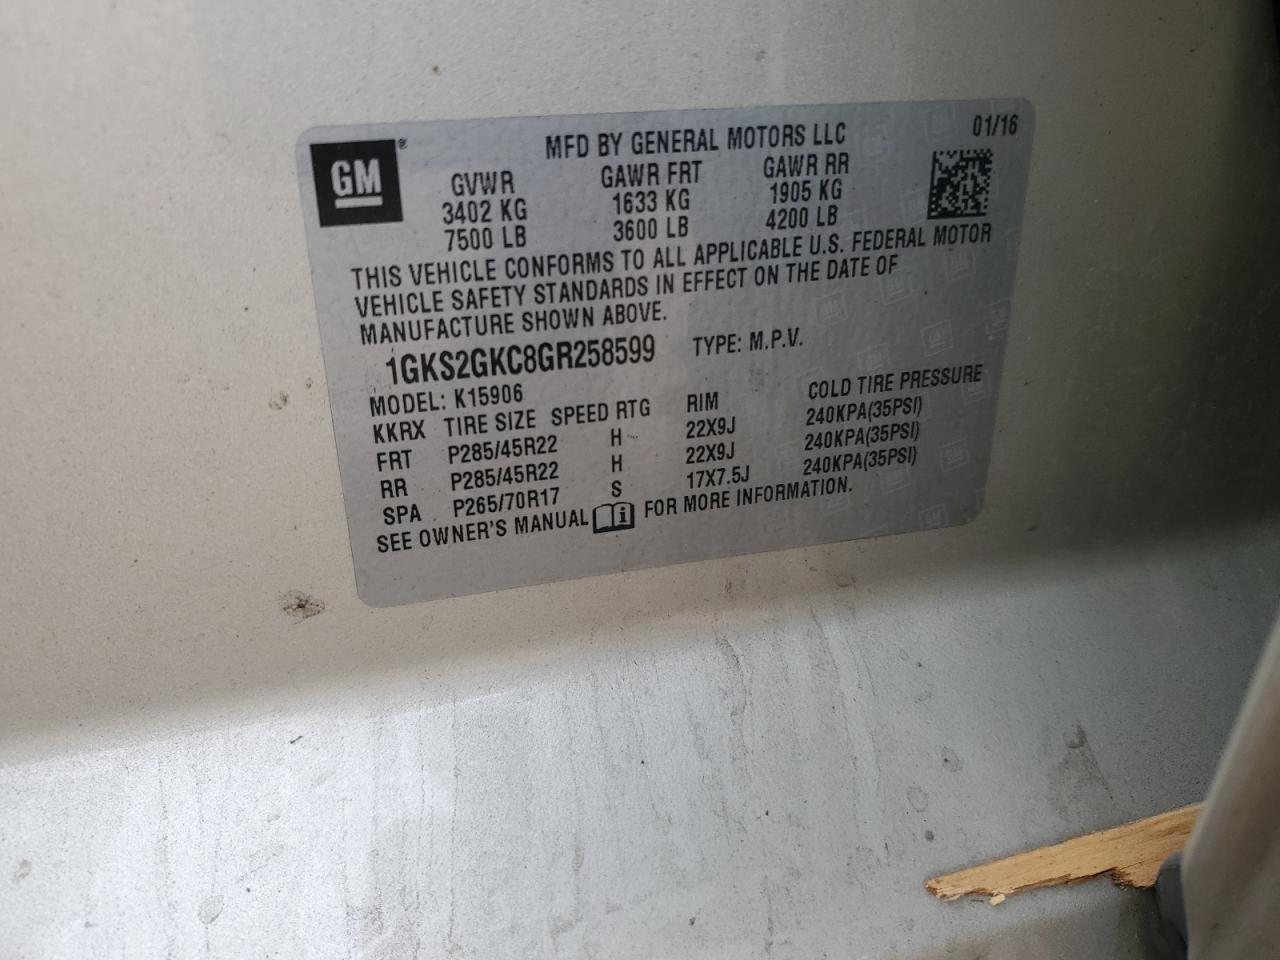 GM®
MFD BY GENERAL MOTORS LLC
01/16
GVWR GAWR FRT GAWR RR
3402 KG 1633 KG 1905 KG
7500 LB 3600 LB 4200 LB
THIS VEHICLE CONFORMS TO ALL APPLICABLE U.S. FEDERAL MOTOR
VEHICLE SAFETY STANDARDS IN EFFECT ON THE DATE OF
MANUFACTURE SHOWN ABOVE.
1GKS2GKC8GR258599 TYPE: M.P.V.
MODEL: K15906
KKRX TIRE SIZE SPEED RTG RIM COLD TIRE PRESSURE
FRT P285/45R22 H 22X9J 240KPA(35PSI)
RR P285/45R22 H 22X9J 240KPA(35PSI)
SPA P265/70R17 S 17X7.5J 240KPA(35PSI)
SEE OWNER'S MANUAL i FOR MORE INFORMATION.